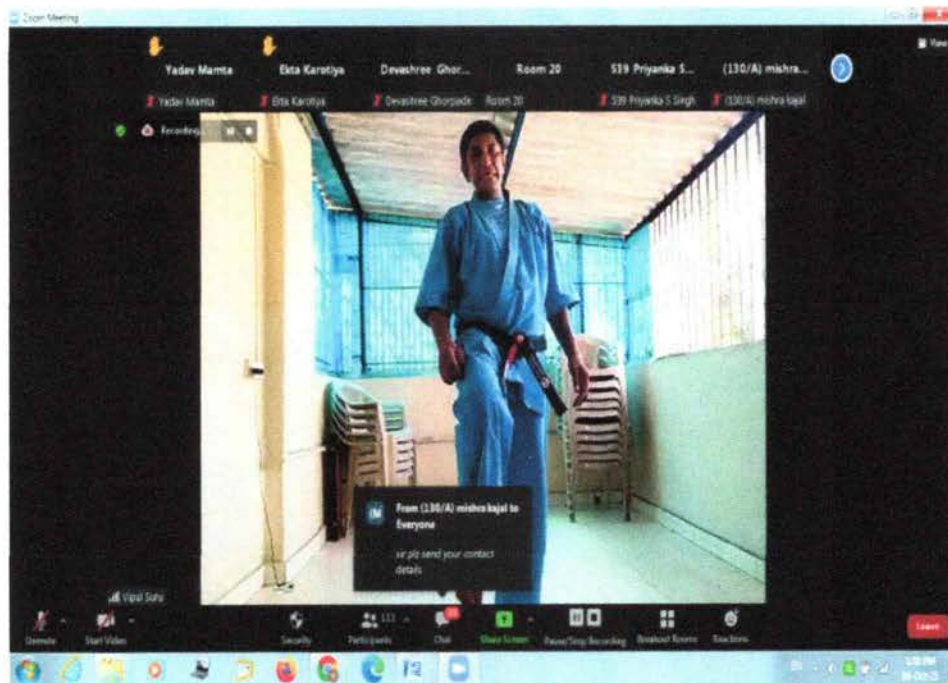 Zoom Meeting
View
Yadav Mamta
Ekta Karotiya
Devashree Ghor...
Room 20
539 Priyanka S...
(130/A) mishra...
Yadav Mamta
Ekta Karotiya
Devashree Ghorpade
Room 20
539 Priyanka S Singh
(130/A) mishra kajal
Recording...
From (130/A) mishra kajal to
Everyone
sir plz send your contact
details
Unmute
Start Video
Security
Participants
Chat
Share Screen
Pause/Stop Recording
Breakout Rooms
Reactions
Leave
EN